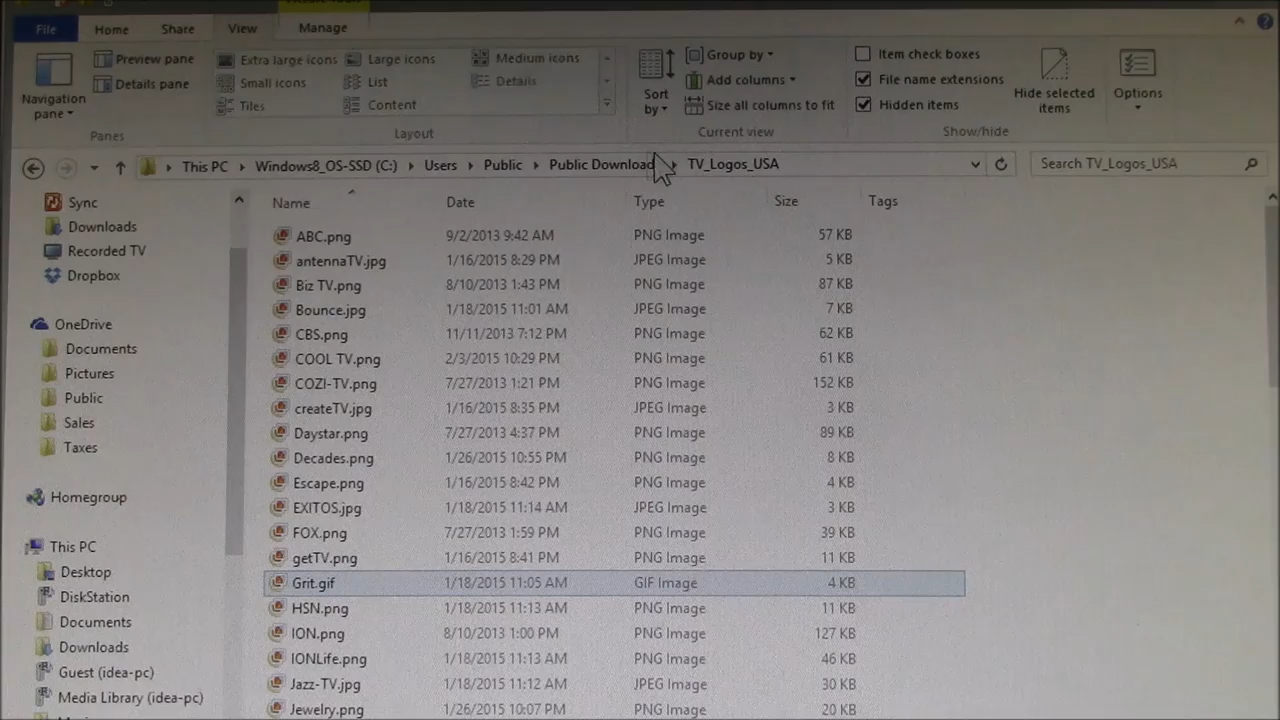 File Home Share View Manage
Preview pane Extra large icons Large icons Medium icons Group by Item check boxes
Details pane Small icons List Details Add columns File name extensions
Navigation pane Tiles Content Sort by Size all columns to fit Hidden items Hide selected items Options
Panes Layout Current view Show/hide
This PC Windows8_OS-SSD (C:) Users Public Public Download TV_Logos_USA Search TV_Logos_USA
Name Date Type Size Tags
Sync
Downloads
Recorded TV
Dropbox
OneDrive
Documents
Pictures
Public
Sales
Taxes
Homegroup
This PC
Desktop
DiskStation
Documents
Downloads
Guest (idea-pc)
Media Library (idea-pc)
ABC.png 9/2/2013 9:42 AM PNG Image 57 KB
antennaTV.jpg 1/16/2015 8:29 PM JPEG Image 5 KB
Biz TV.png 8/10/2013 1:43 PM PNG Image 87 KB
Bounce.jpg 1/18/2015 11:01 AM JPEG Image 7 KB
CBS.png 11/11/2013 7:12 PM PNG Image 62 KB
COOL TV.png 2/3/2015 10:29 PM PNG Image 61 KB
COZI-TV.png 7/27/2013 1:21 PM PNG Image 152 KB
createTV.jpg 1/16/2015 8:35 PM JPEG Image 3 KB
Daystar.png 7/27/2013 4:37 PM PNG Image 89 KB
Decades.png 1/26/2015 10:55 PM PNG Image 8 KB
Escape.png 1/16/2015 8:42 PM PNG Image 4 KB
EXITOS.jpg 1/18/2015 11:14 AM JPEG Image 3 KB
FOX.png 7/27/2013 1:59 PM PNG Image 39 KB
getTV.png 1/16/2015 8:41 PM PNG Image 11 KB
Grit.gif 1/18/2015 11:05 AM GIF Image 4 KB
HSN.png 1/18/2015 11:13 AM PNG Image 11 KB
ION.png 8/10/2013 1:00 PM PNG Image 127 KB
IONLife.png 1/18/2015 11:13 AM PNG Image 46 KB
Jazz-TV.jpg 1/18/2015 11:12 AM JPEG Image 30 KB
Jewelry.png 1/26/2015 10:07 PM PNG Image 20 KB